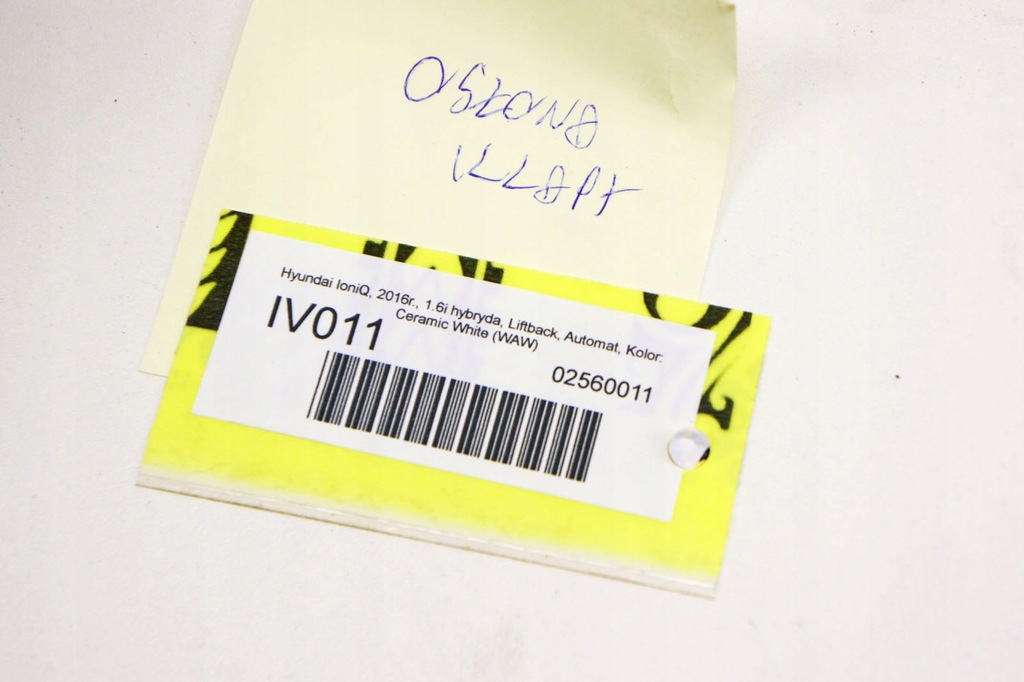 OSŁONA
KLAPY
Hyundai IoniQ, 2016r., 1.6i hybryda, Liftback, Automat, Kolor:
Ceramic White (WAW)
IV011
02560011